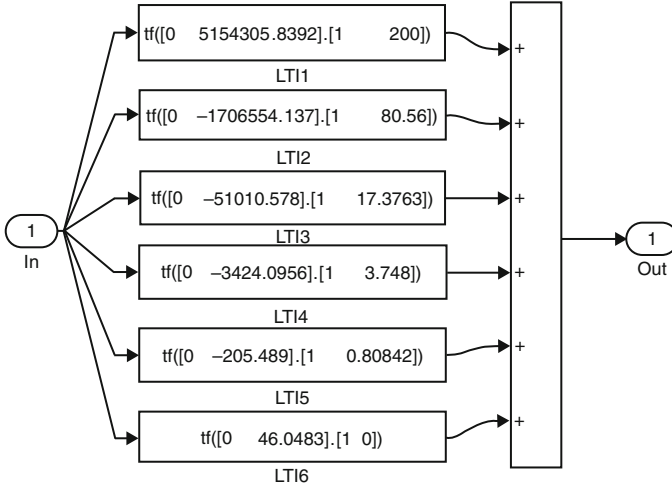 tf([0 5154305.8392].[1 200])
+
LTI1
tf([0 −1706554.137].[1 80.56])
+
LTI2
tf([0 −51010.578].[1 17.3763])
+
LTI3
1
In
1
Out
tf([0 −3424.0956].[1 3.748])
+
LTI4
tf([0 −205.489].[1 0.80842])
+
LTI5
tf([0 46.0483].[1 0])
+
LTI6